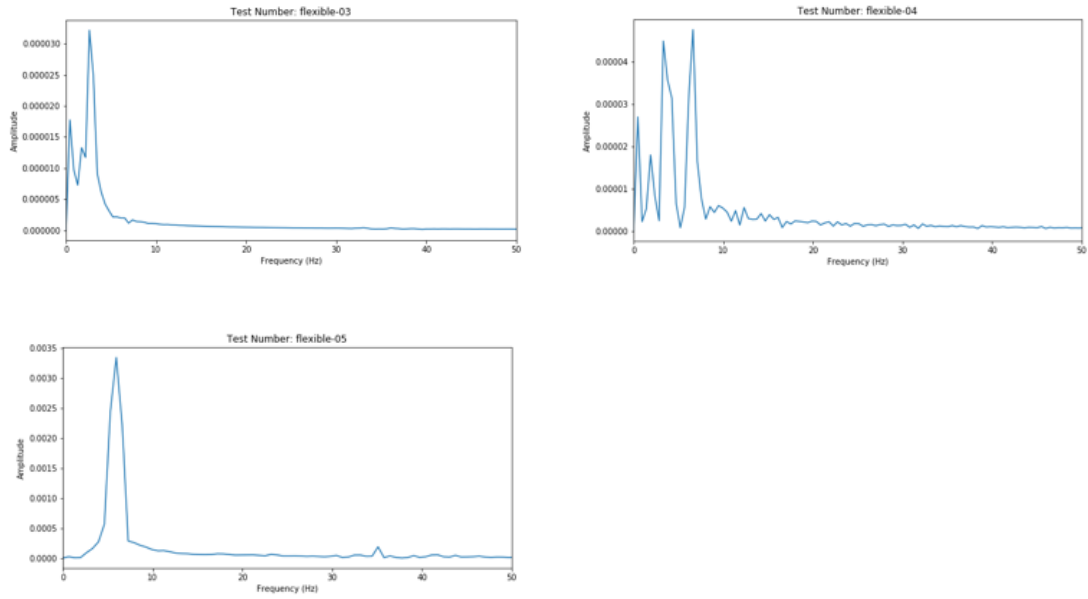 Test Number: flexible-03
0.000030
0.000025
0.000020
0.000015
0.000010
0.000005
0.000000
Amplitude
0 10 20 30 40 50
Frequency (Hz)
Test Number: flexible-04
0.00004
0.00003
0.00002
0.00001
0.00000
Amplitude
0 10 20 30 40 50
Frequency (Hz)
Test Number: flexible-05
0.0035
0.0030
0.0025
0.0020
0.0015
0.0010
0.0005
0.0000
Amplitude
0 10 20 30 40 50
Frequency (Hz)